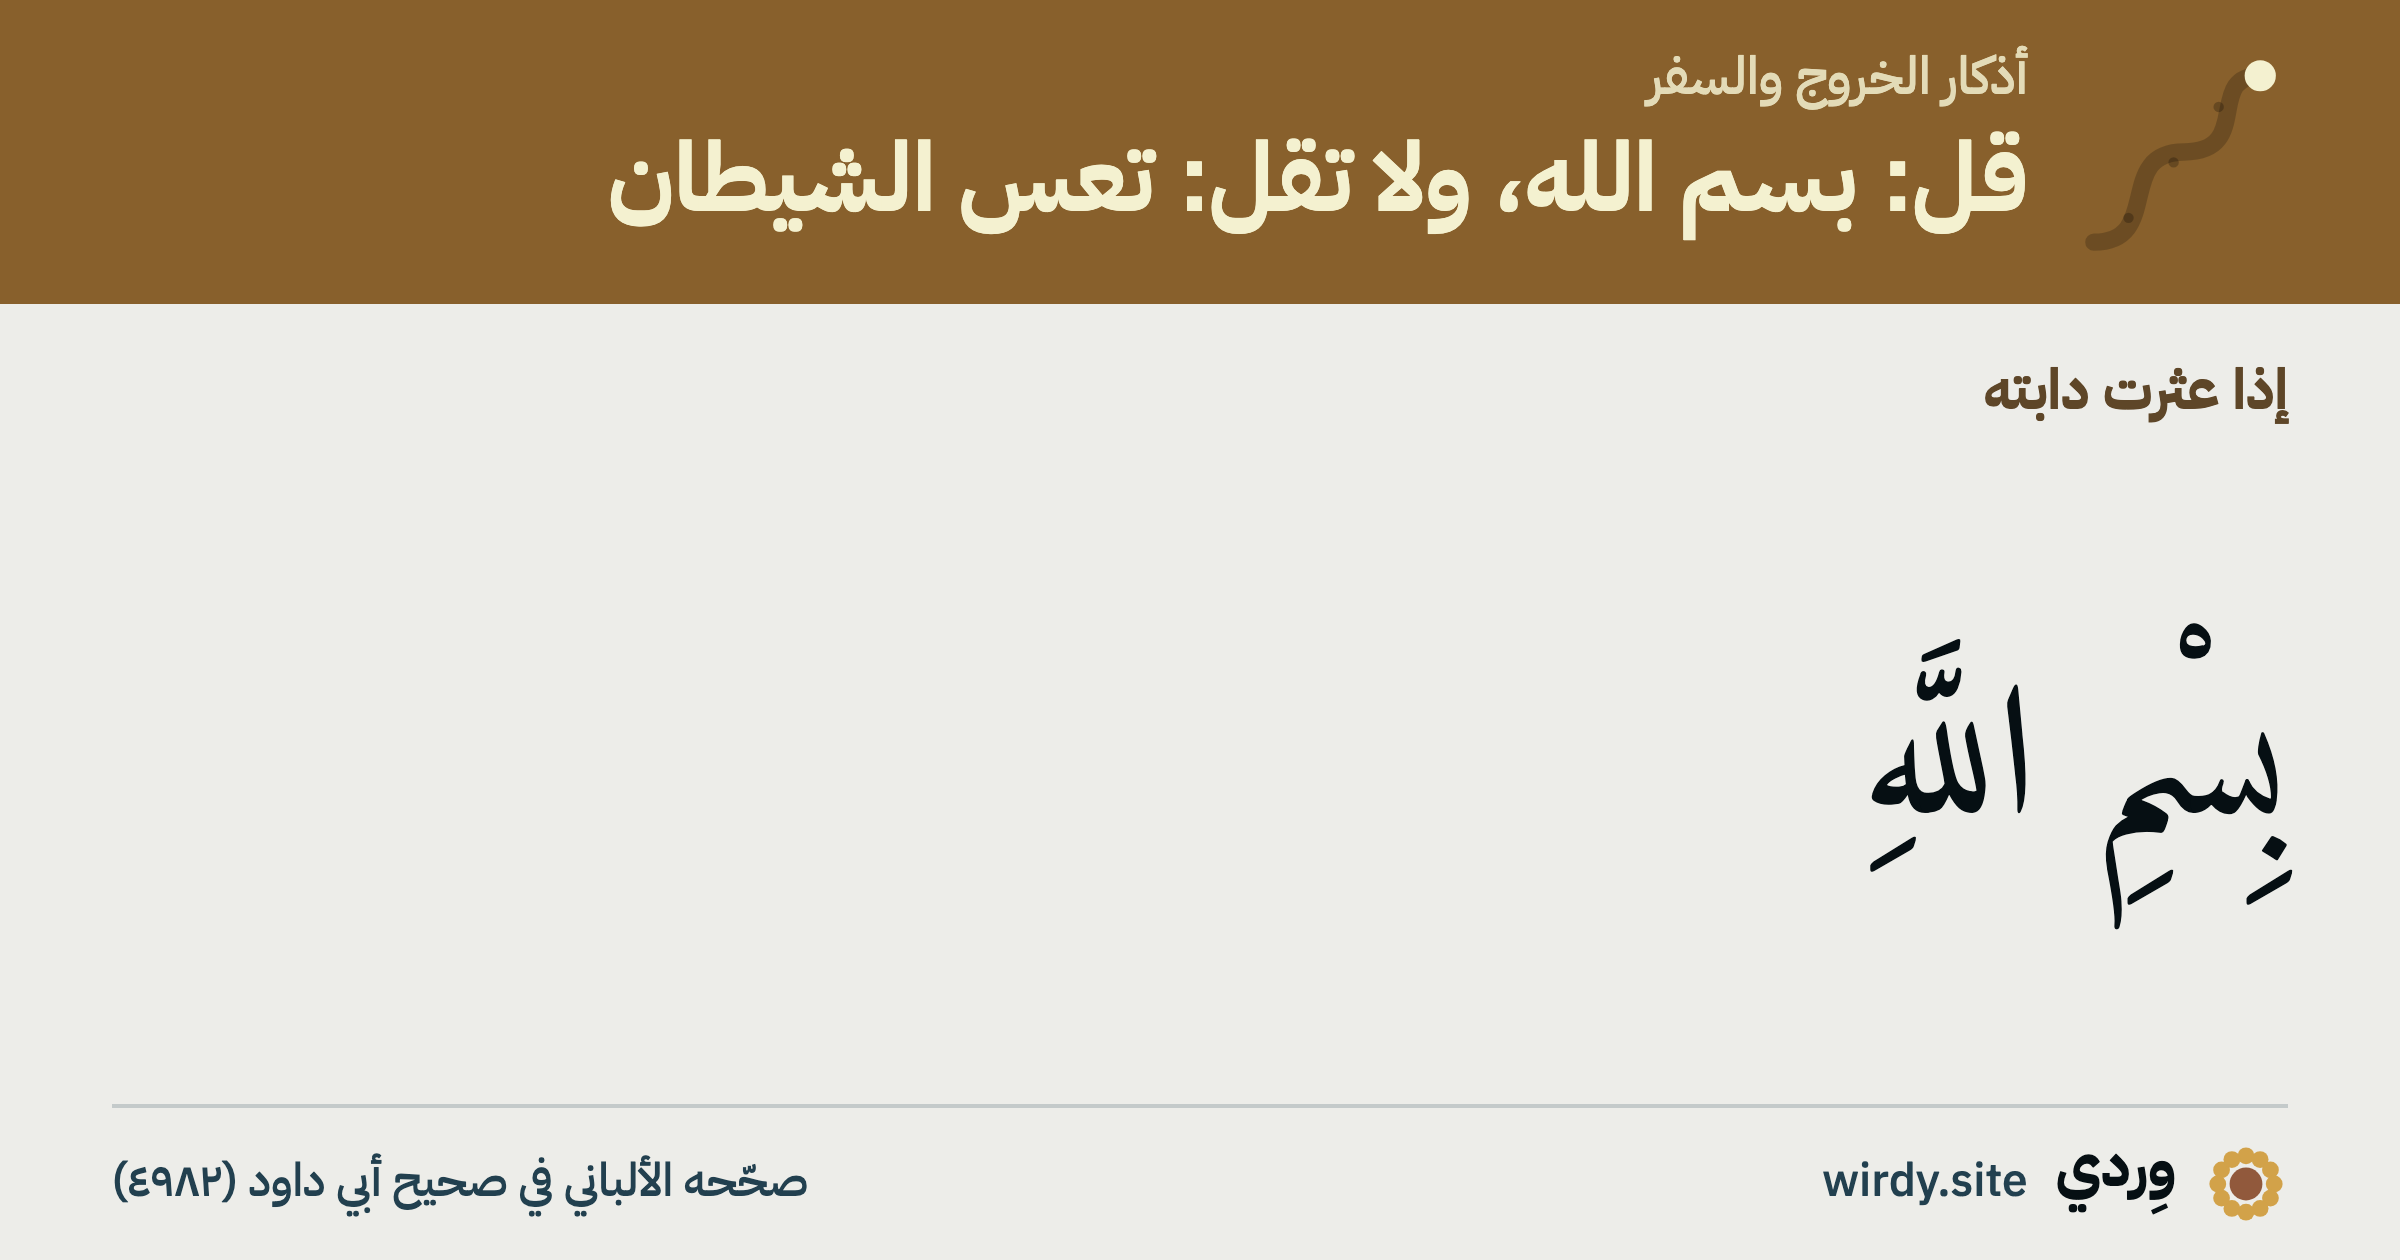 أذكار الخروج والسفر
قل: بسم الله، ولا تقل: تعس الشيطان
إذا عثرت دابته
بِسْمِ اللَّهِ
وِردي wirdy.site
صحّحه الألباني في صحيح أبي داود (٤٩٨٢)